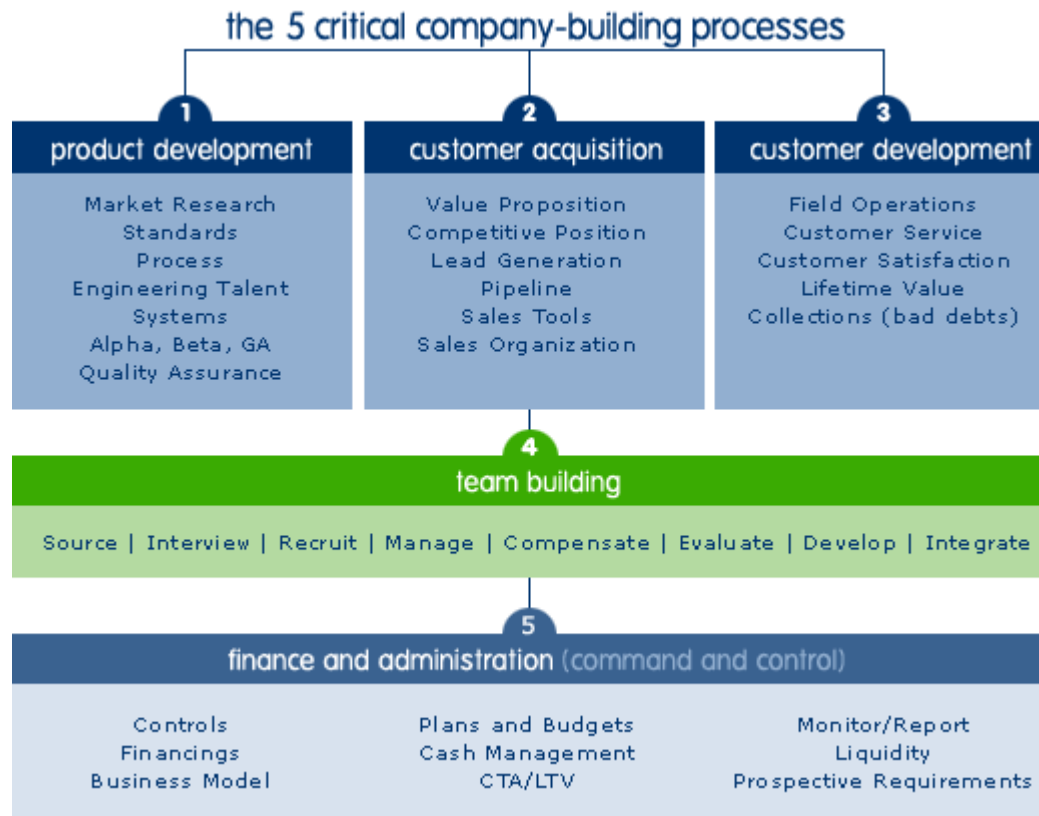 the 5 critical company-building processes
1
product development
Market Research
Standards
Process
Engineering Talent
Systems
Alpha, Beta, GA
Quality Assurance
2
customer acquisition
Value Proposition
Competitive Position
Lead Generation
Pipeline
Sales Tools
Sales Organization
3
customer development
Field Operations
Customer Service
Customer Satisfaction
Lifetime Value
Collections (bad debts)
4
team building
Source | Interview | Recruit | Manage | Compensate | Evaluate | Develop | Integrate
5
finance and administration (command and control)
Controls
Financings
Business Model
Plans and Budgets
Cash Management
CTA/LTV
Monitor/Report
Liquidity
Prospective Requirements